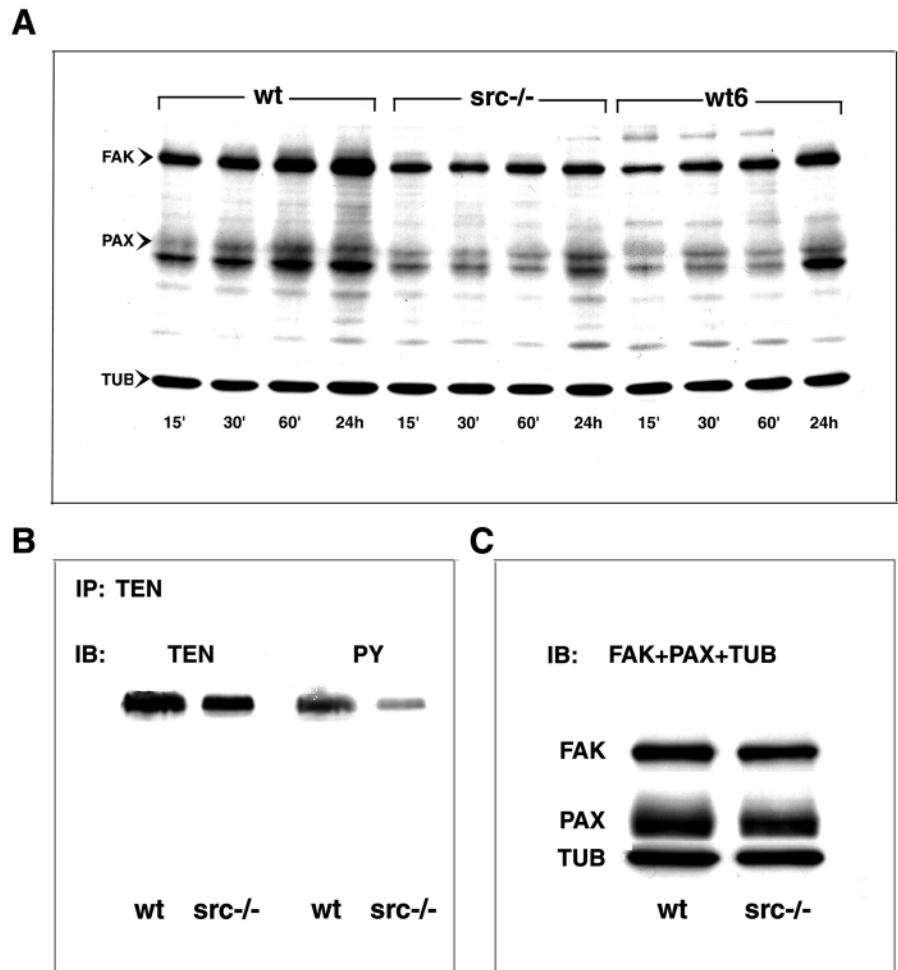 A
wt src-/- wt6
FAK
PAX
TUB
15' 30' 60' 24h 15' 30' 60' 24h 15' 30' 60' 24h
B
IP: TEN
IB: TEN PY
wt src-/- wt src-/-
C
IB: FAK+PAX+TUB
FAK
PAX
TUB
wt src-/-